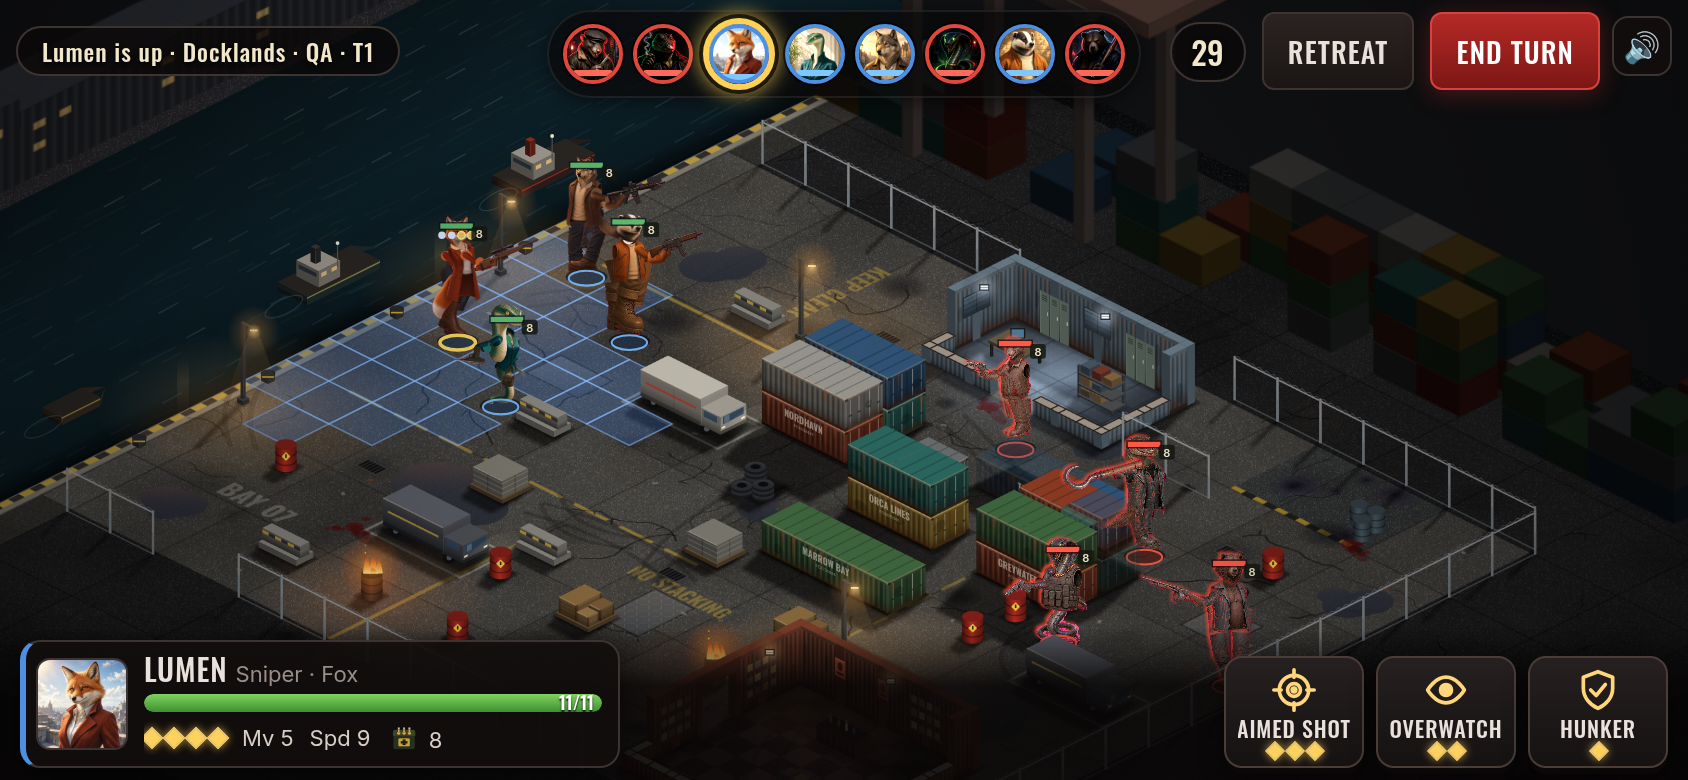 Lumen is up · Docklands · QA · T1
29
RETREAT
END TURN
8
8
8
8
KEEP CLEAR
NORDHAVN
8
8
ORCA LINES
BAY 07
MARROW BAY
8
8
NO STACKING
LUMEN Sniper · Fox
11/11
Mv 5 Spd 9 8
AIMED SHOT
OVERWATCH
HUNKER